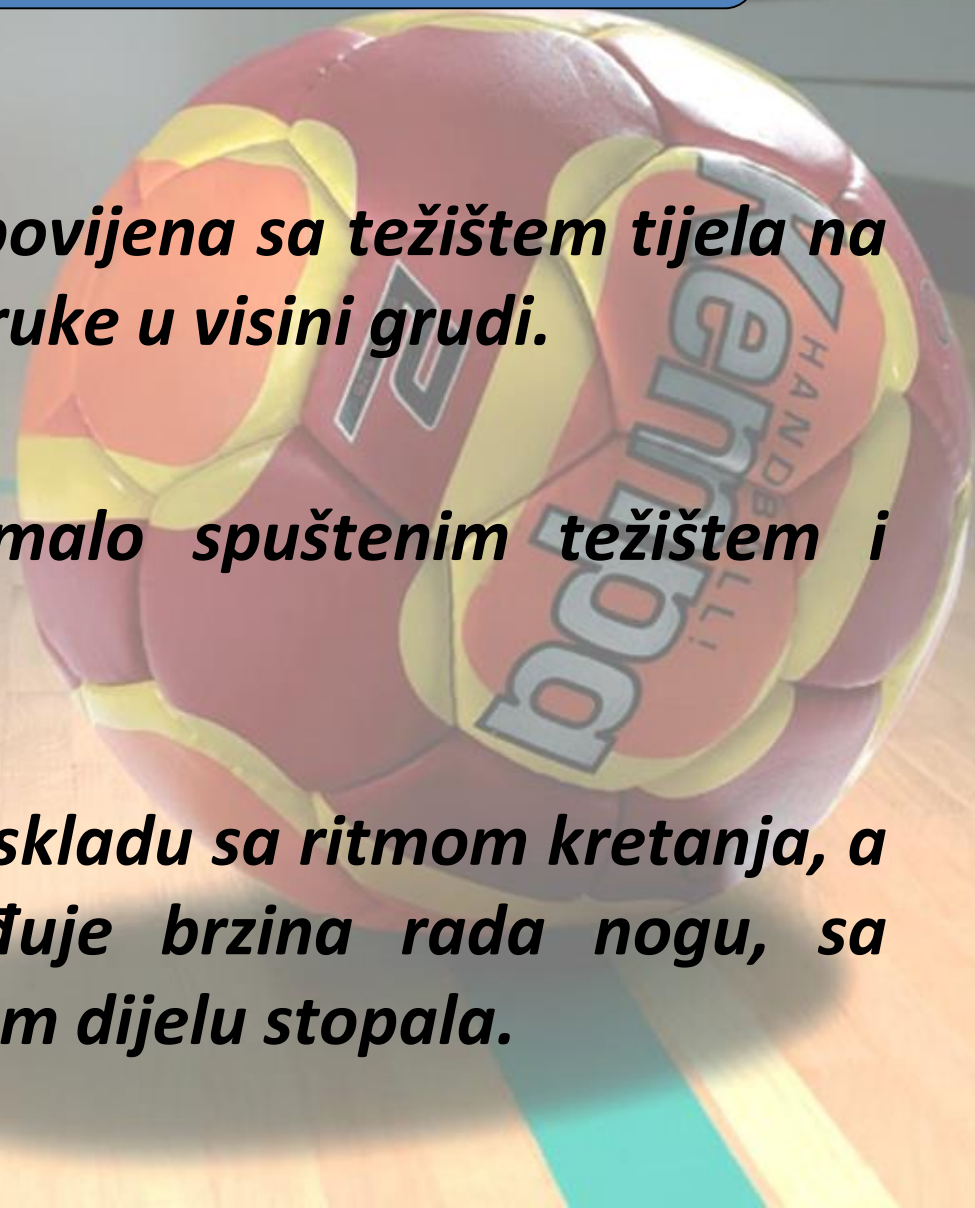 povijena sa težištem tijela na
ruke u visini grudi.
malo spuštenim težištem i
skladu sa ritmom kretanja, a
đuje brzina rada nogu, sa
m dijelu stopala.
Kempa
HANDBALL!